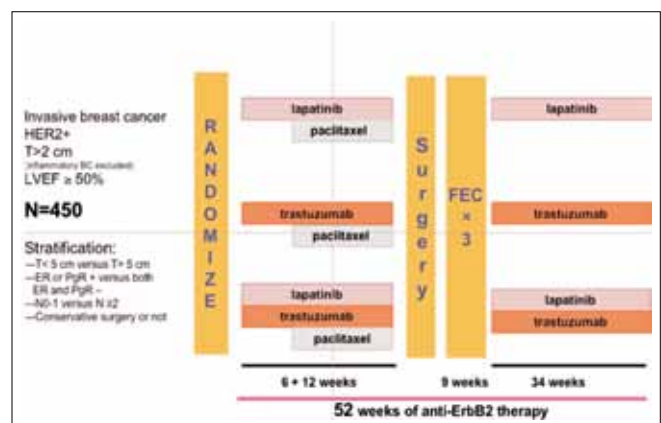 Invasive breast cancer
HER2+
T>2 cm
(inflammatory BC excluded)
LVEF ≥ 50%
N=450
Stratification:
—T< 5 cm versus T> 5 cm
—ER or PgR + versus both
ER and PgR –
—N0-1 versus N ≥2
—Conservative surgery or not
RANDOMIZE
lapatinib
paclitaxel
trastuzumab
paclitaxel
lapatinib
trastuzumab
paclitaxel
Surgery
FEC
×
3
lapatinib
trastuzumab
lapatinib
trastuzumab
6 + 12 weeks
9 weeks
34 weeks
52 weeks of anti-ErbB2 therapy